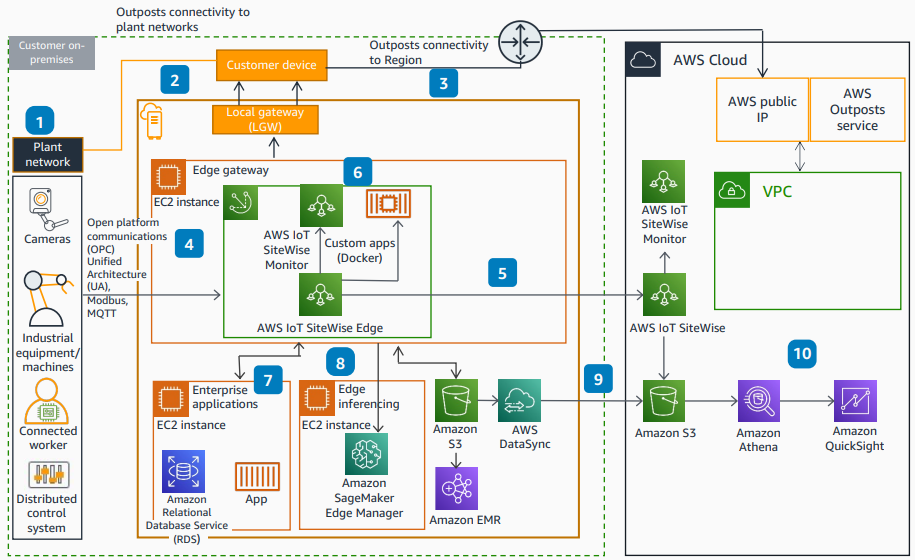 Outposts connectivity to
plant networks
Customer on-
premises
Customer device
Outposts connectivity
to Region
AWS Cloud
1
2
3
Local gateway
(LGW)
AWS public
IP
AWS
Outposts
service
Plant
network
Edge gateway
EC2 instance
6
VPC
Cameras
Open platform
communications
(OPC)
Unified
Architecture
(UA),
Modbus,
MQTT
4
AWS IoT
SiteWise
Monitor
Custom apps
(Docker)
5
AWS IoT
SiteWise
Monitor
AWS IoT SiteWise Edge
AWS IoT SiteWise
Industrial
equipment/
machines
7
8
9
10
Enterprise
applications
EC2 instance
Edge
inferencing
EC2 instance
Connected
worker
Amazon
S3
AWS
DataSync
Amazon S3
Amazon
Athena
Amazon
QuickSight
Distributed
control
system
Amazon
Relational
Database Service
(RDS)
App
Amazon
SageMaker
Edge Manager
Amazon EMR